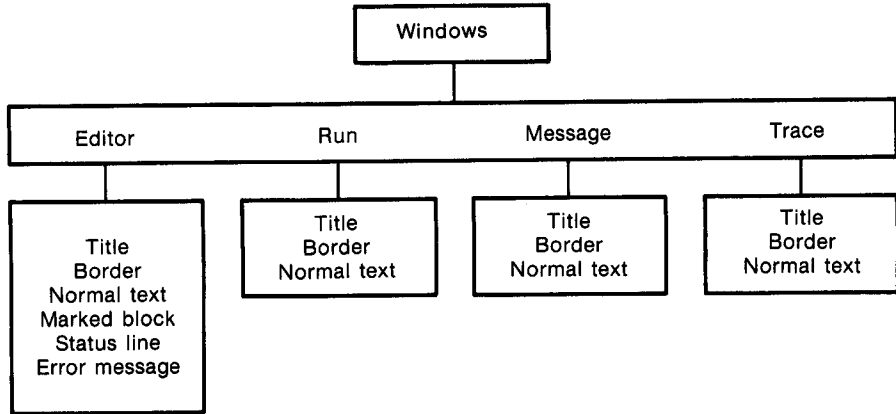 Windows
Editor Run Message Trace
Title
Border
Normal text
Marked block
Status line
Error message
Title
Border
Normal text
Title
Border
Normal text
Title
Border
Normal text